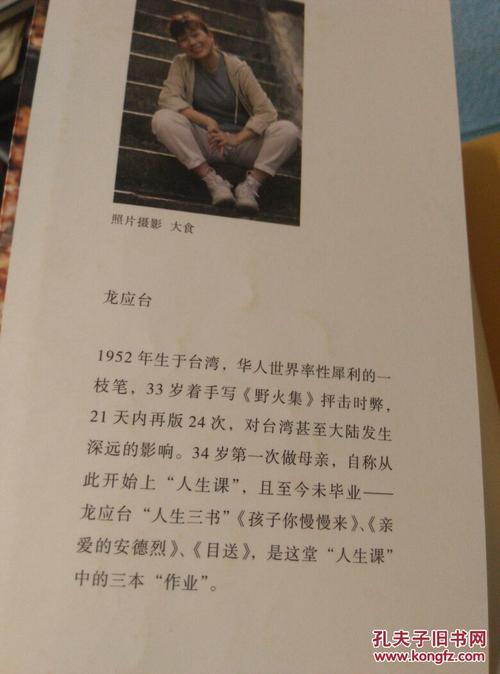 照片摄影 大食
龙应台
1952 年生于台湾，华人世界率性犀利的一
枝笔，33 岁着手写《野火集》抨击时弊，
21 天内再版 24 次，对台湾甚至大陆发生
深远的影响。34 岁第一次做母亲，自称从
此开始上“人生课”，且至今未毕业——
龙应台“人生三书”《孩子你慢慢来》、《亲
爱的安德烈》、《目送》，是这堂“人生课”
中的三本“作业”。
孔夫子旧书网
www.kongfz.com